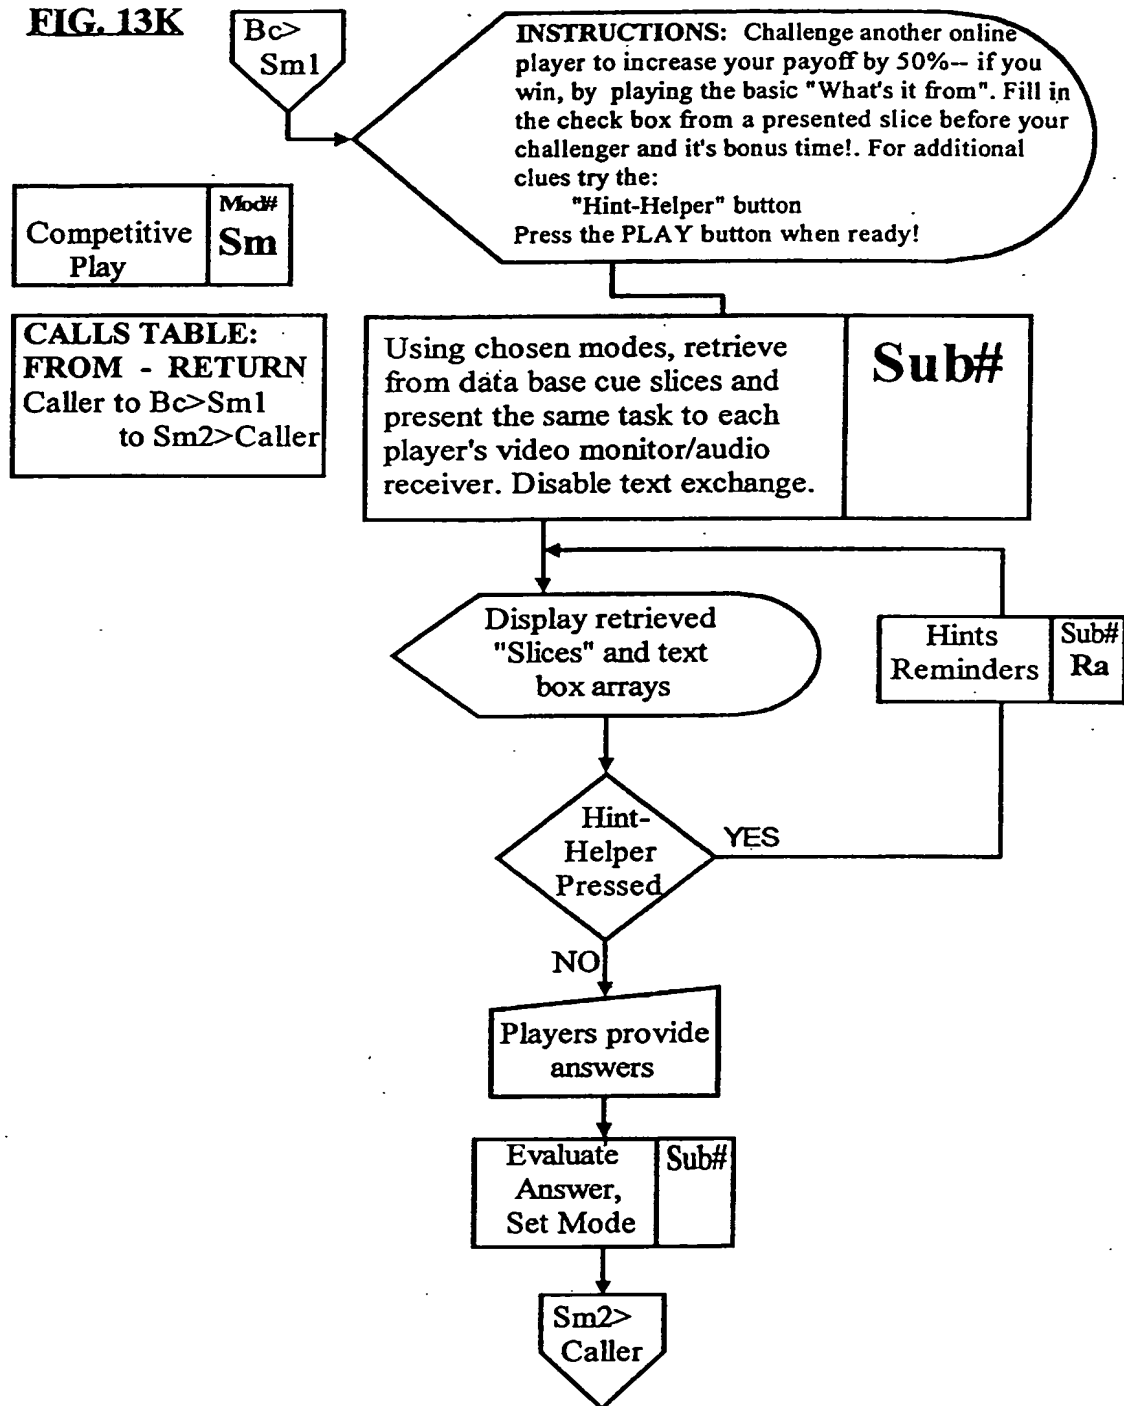 FIG. 13K
Bc>
Sm1
INSTRUCTIONS: Challenge another online
player to increase your payoff by 50%-- if you
win, by playing the basic "What's it from". Fill in
the check box from a presented slice before your
challenger and it's bonus time!. For additional
clues try the:
"Hint-Helper" button
Press the PLAY button when ready!
Competitive
Play
Mod#
Sm
CALLS TABLE:
FROM - RETURN
Caller to Bc>Sm1
to Sm2>Caller
Using chosen modes, retrieve
from data base cue slices and
present the same task to each
player's video monitor/audio
receiver. Disable text exchange.
Sub#
Display retrieved
"Slices" and text
box arrays
Hints
Reminders
Sub#
Ra
Hint-
Helper
Pressed
YES
NO
Players provide
answers
Evaluate
Answer,
Set Mode
Sub#
Sm2>
Caller